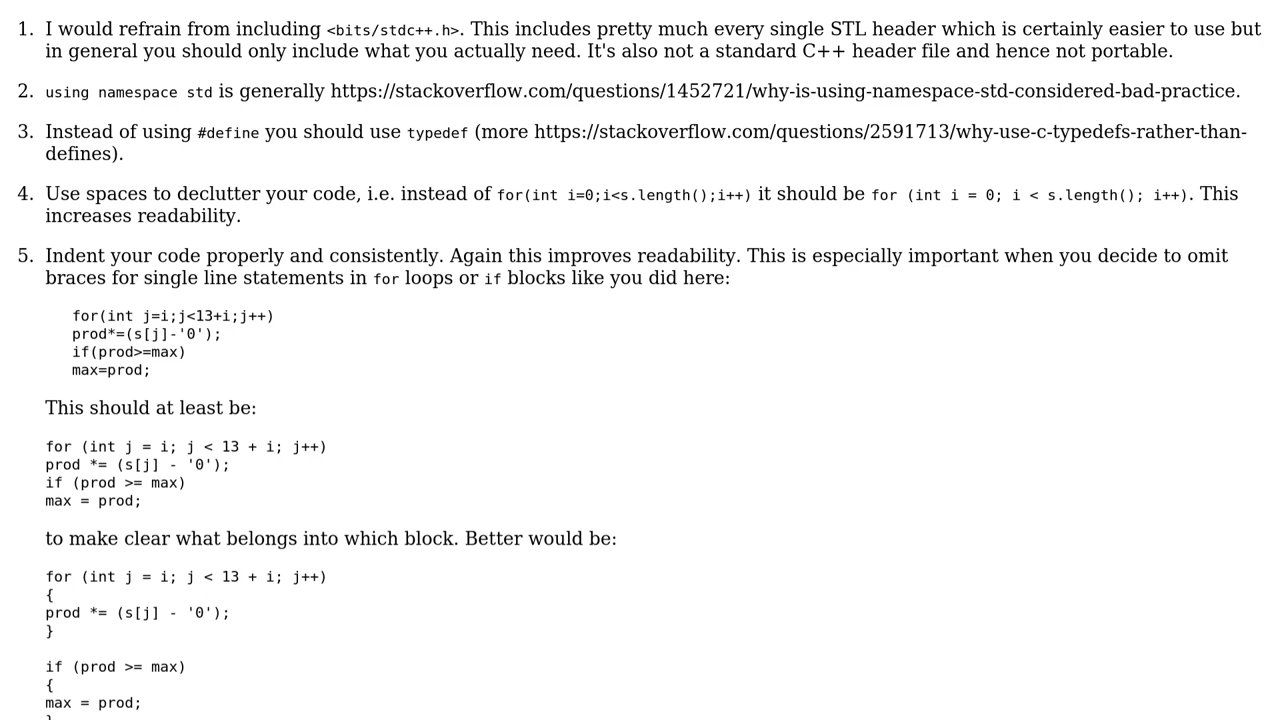 1. I would refrain from including <bits/stdc++.h>. This includes pretty much every single STL header which is certainly easier to use but
in general you should only include what you actually need. It's also not a standard C++ header file and hence not portable.
2. using namespace std is generally https://stackoverflow.com/questions/1452721/why-is-using-namespace-std-considered-bad-practice.
3. Instead of using #define you should use typedef (more https://stackoverflow.com/questions/2591713/why-use-c-typedefs-rather-than-
defines).
4. Use spaces to declutter your code, i.e. instead of for(int i=0;i<s.length();i++) it should be for (int i = 0; i < s.length(); i++). This
increases readability.
5. Indent your code properly and consistently. Again this improves readability. This is especially important when you decide to omit
braces for single line statements in for loops or if blocks like you did here:
for(int j=i;j<13+i;j++)
prod*=(s[j]-'0');
if(prod>=max)
max=prod;
This should at least be:
for (int j = i; j < 13 + i; j++)
prod *= (s[j] - '0');
if (prod >= max)
max = prod;
to make clear what belongs into which block. Better would be:
for (int j = i; j < 13 + i; j++)
{
prod *= (s[j] - '0');
}
if (prod >= max)
{
max = prod;
}